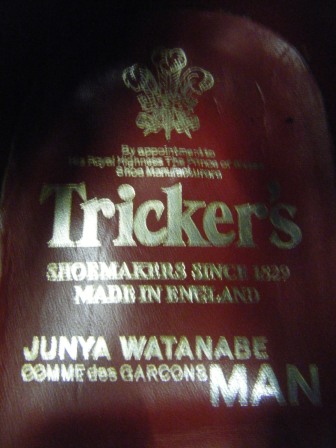 By appointment to
His Royal Highness The Prince of Wales
Shoe Manufacturers
Tricker's
SHOEMAKERS SINCE 1829
MADE IN ENGLAND
JUNYA WATANABE
COMME des GARCONS MAN